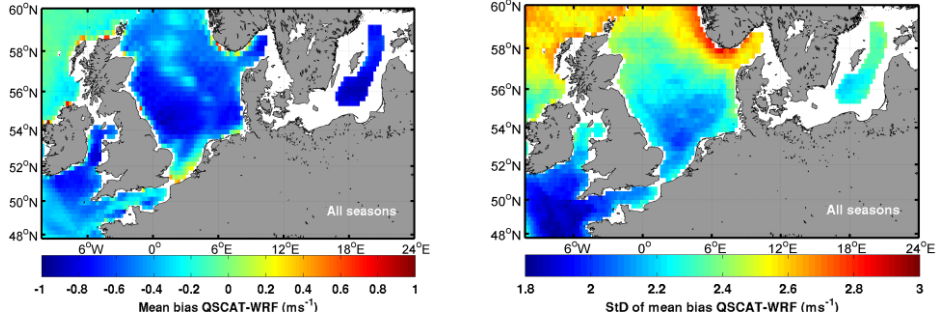 60°N
58°N
56°N
54°N
52°N
50°N
48°N
6°W 0° 6°E 12°E 18°E 24°E
All seasons
-1 -0.8 -0.6 -0.4 -0.2 0 0.2 0.4 0.6 0.8 1
Mean bias QSCAT-WRF (ms⁻¹)
60°N
58°N
56°N
54°N
52°N
50°N
48°N
6°W 0° 6°E 12°E 18°E 24°E
All seasons
1.8 2 2.2 2.4 2.6 2.8 3
StD of mean bias QSCAT-WRF (ms⁻¹)